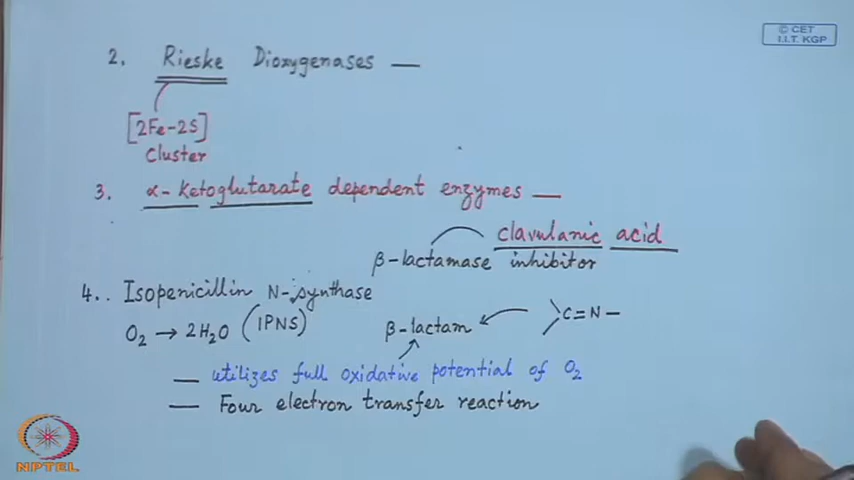 © CET
I.I.T. KGP
2. Rieske Dioxygenases —
[2Fe-2S]
Cluster
3. α-Ketoglutarate dependent enzymes —
clavulanic acid
β-lactamase inhibitor
4.. Isopenicillin N-synthase
O2 → 2H2O (IPNS)
β-lactam
C=N-
— utilizes full oxidative potential of O2
— Four electron transfer reaction
NPTEL